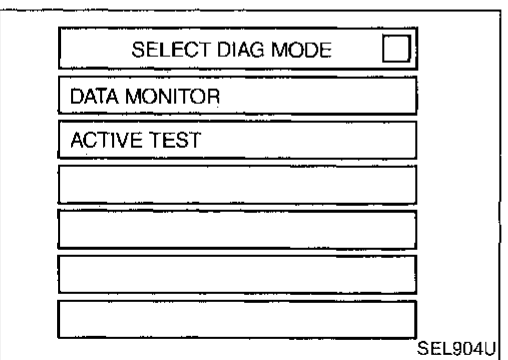 SELECT DIAG MODE
DATA MONITOR
ACTIVE TEST
SEL904U